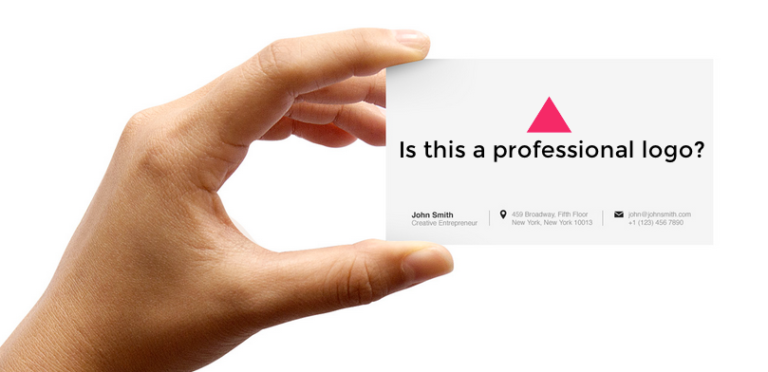 Is this a professional logo?
John Smith
Creative Entrepreneur
459 Broadway, Fifth Floor
New York, New York 10013
john@johnsmith.com
+1 (123) 456 7890